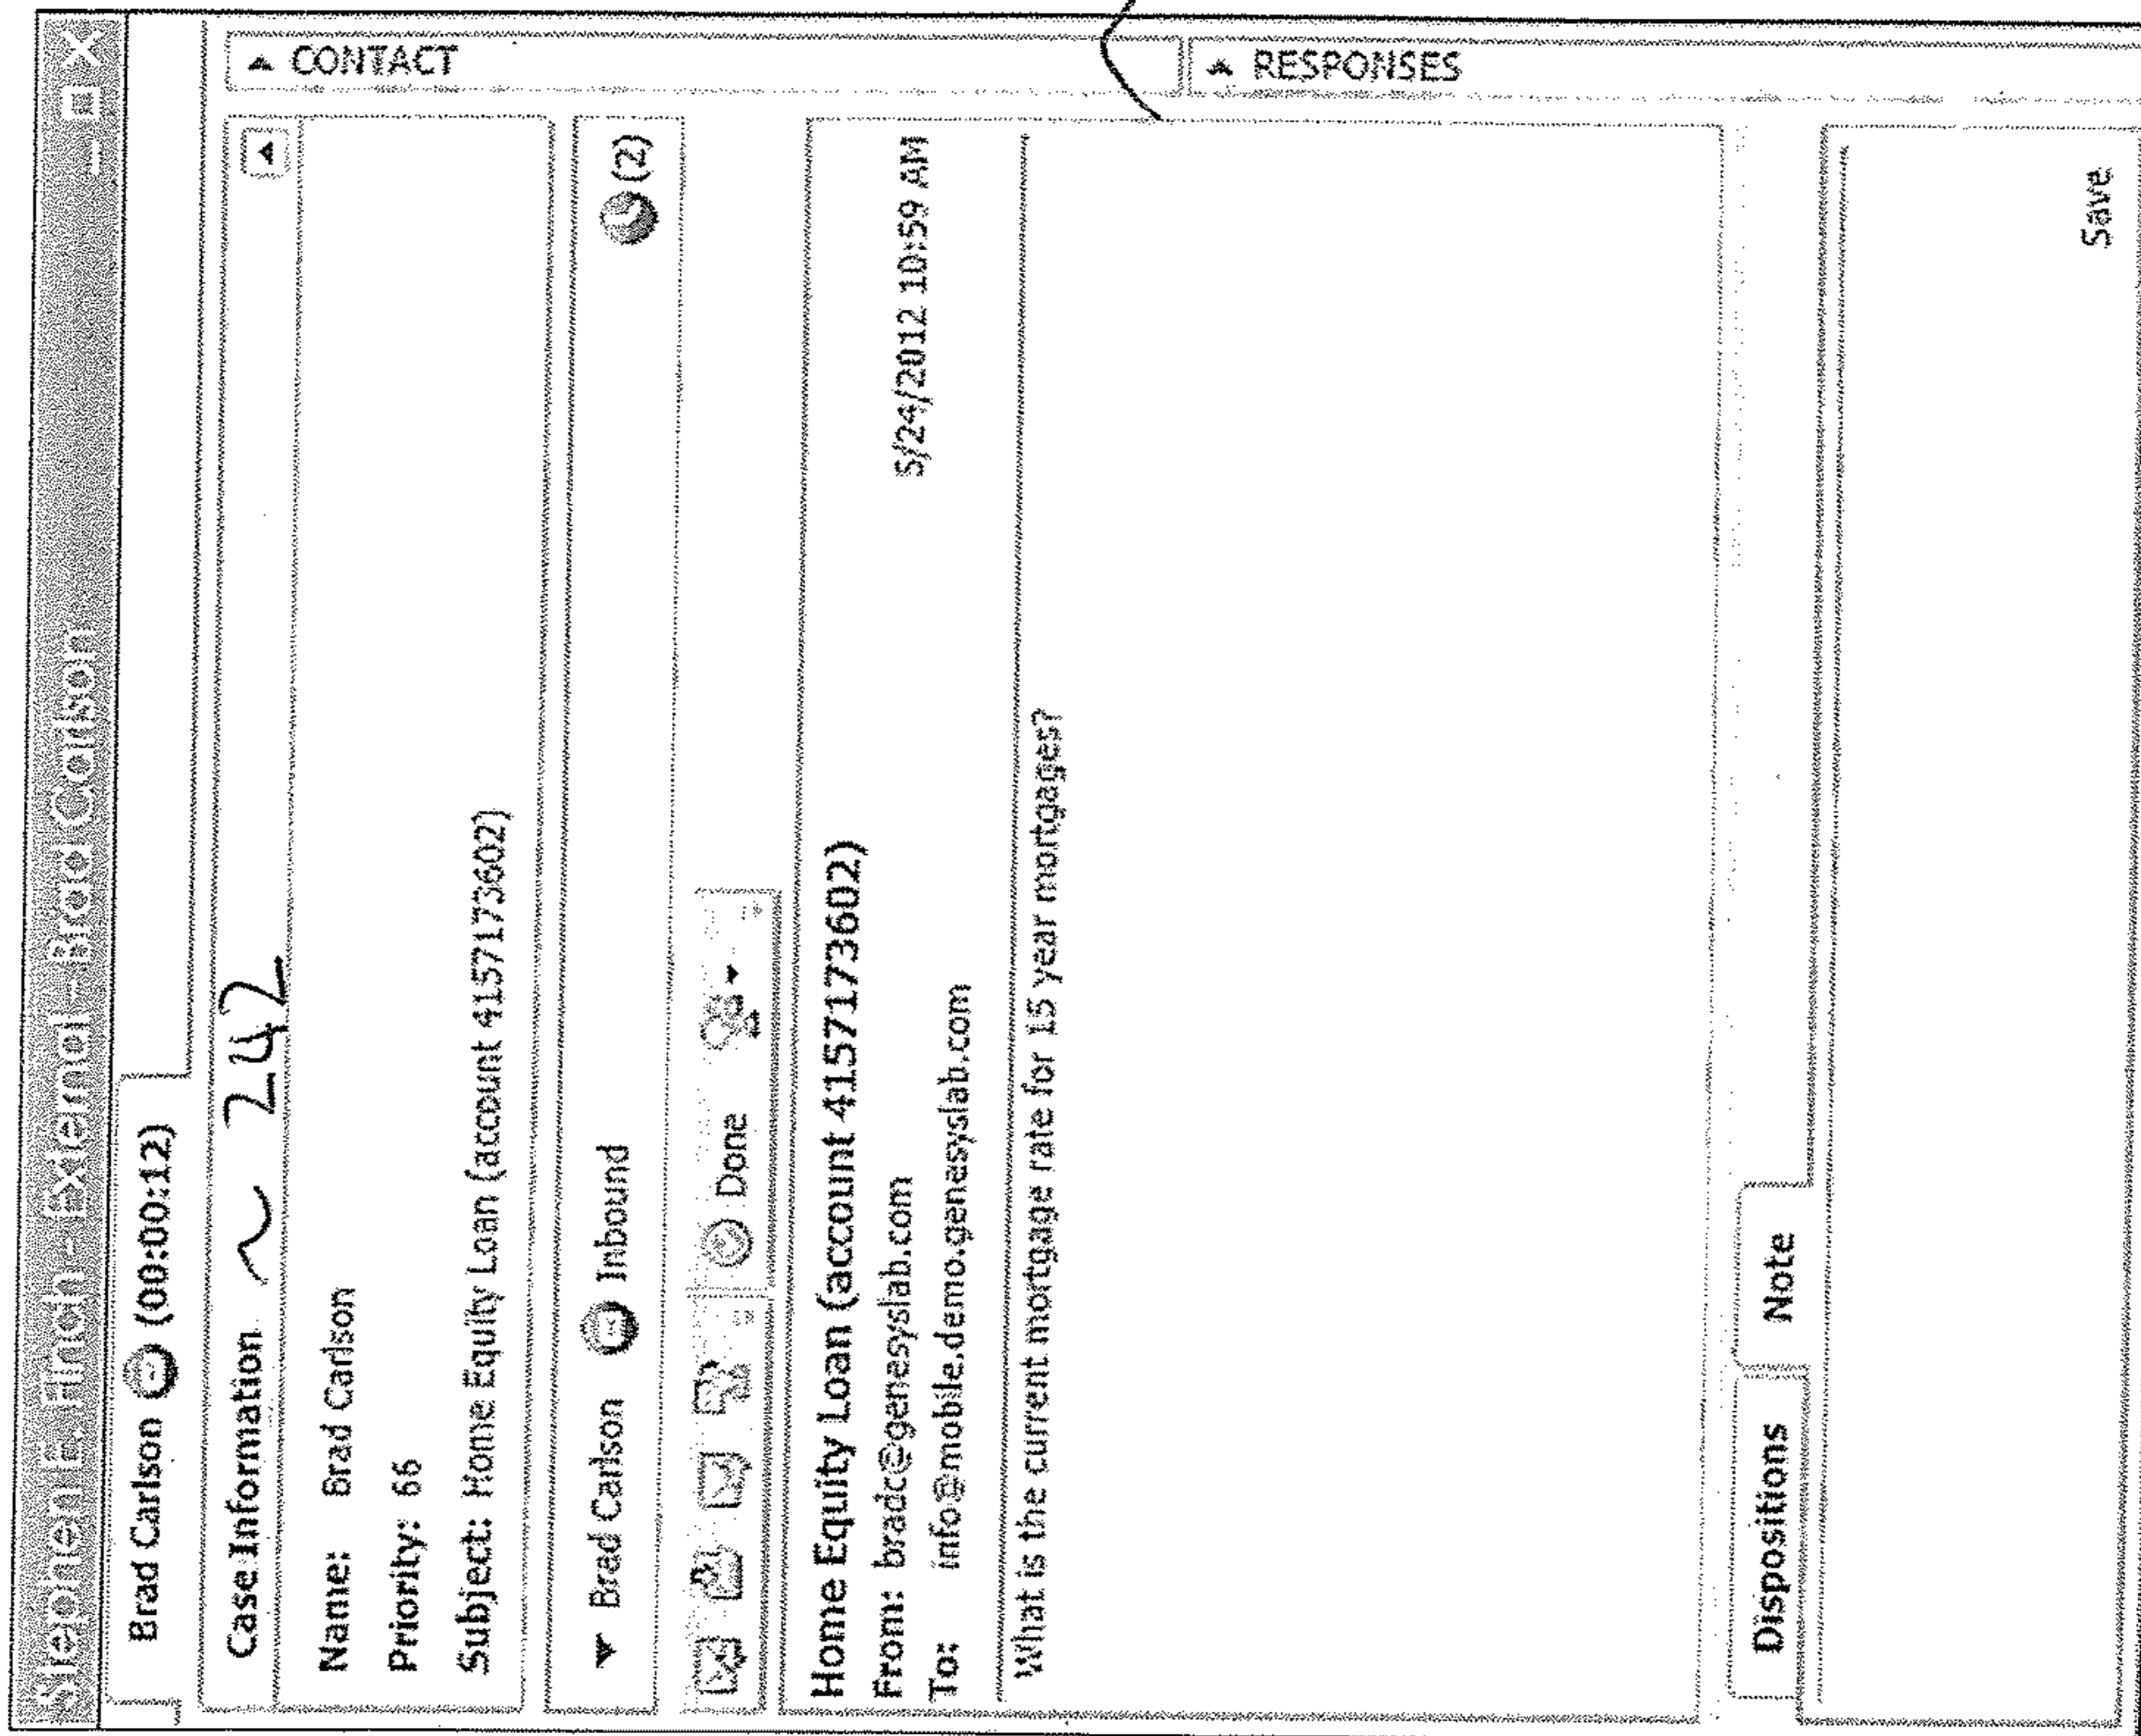 Stephenie.Finch - External - Brad Carlson
Brad Carlson (00:00:12)
Case Information 242
Name: Brad Carlson
Priority: 66
Subject: Home Equity Loan (account 4157173602)
CONTACT
Brad Carlson Inbound (2)
Done
Home Equity Loan (account 4157173602)
From: bradc@genesyslab.com 5/24/2012 10:59 AM
To: info@mobile.demo.genesyslab.com
What is the current mortgage rate for 15 year mortgages?
RESPONSES
Dispositions Note
Save